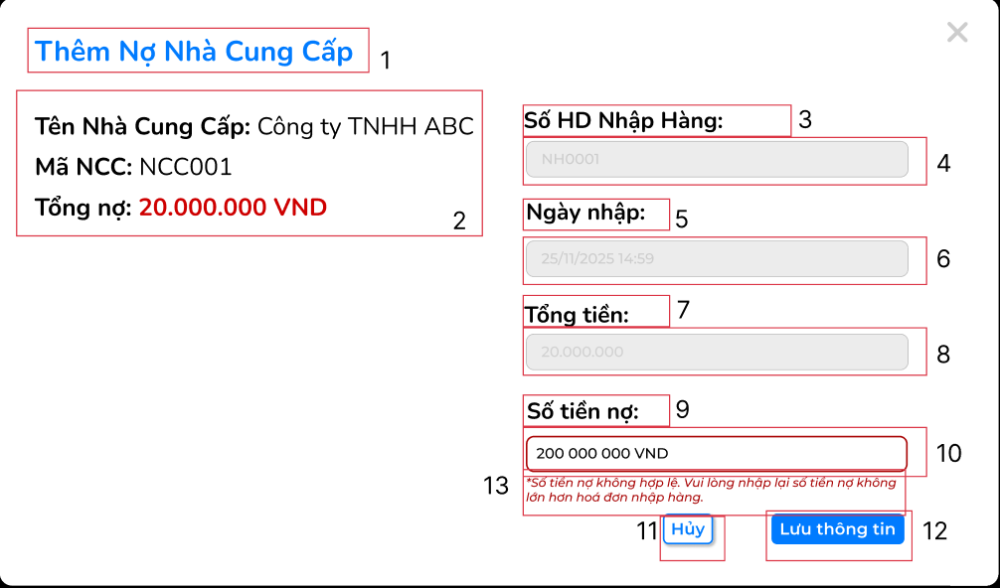 Thêm Nợ Nhà Cung Cấp
1
Tên Nhà Cung Cấp: Công ty TNHH ABC
Mã NCC: NCC001
Tổng nợ: 20.000.000 VND
2
Số HD Nhập Hàng:
3
NH0001
4
Ngày nhập:
5
25/11/2025 14:59
6
Tổng tiền:
7
20.000.000
8
Số tiền nợ:
9
200 000 000 VND
10
13
*Số tiền nợ không hợp lệ. Vui lòng nhập lại số tiền nợ không
lớn hơn hoá đơn nhập hàng.
11
Hủy
Lưu thông tin
12